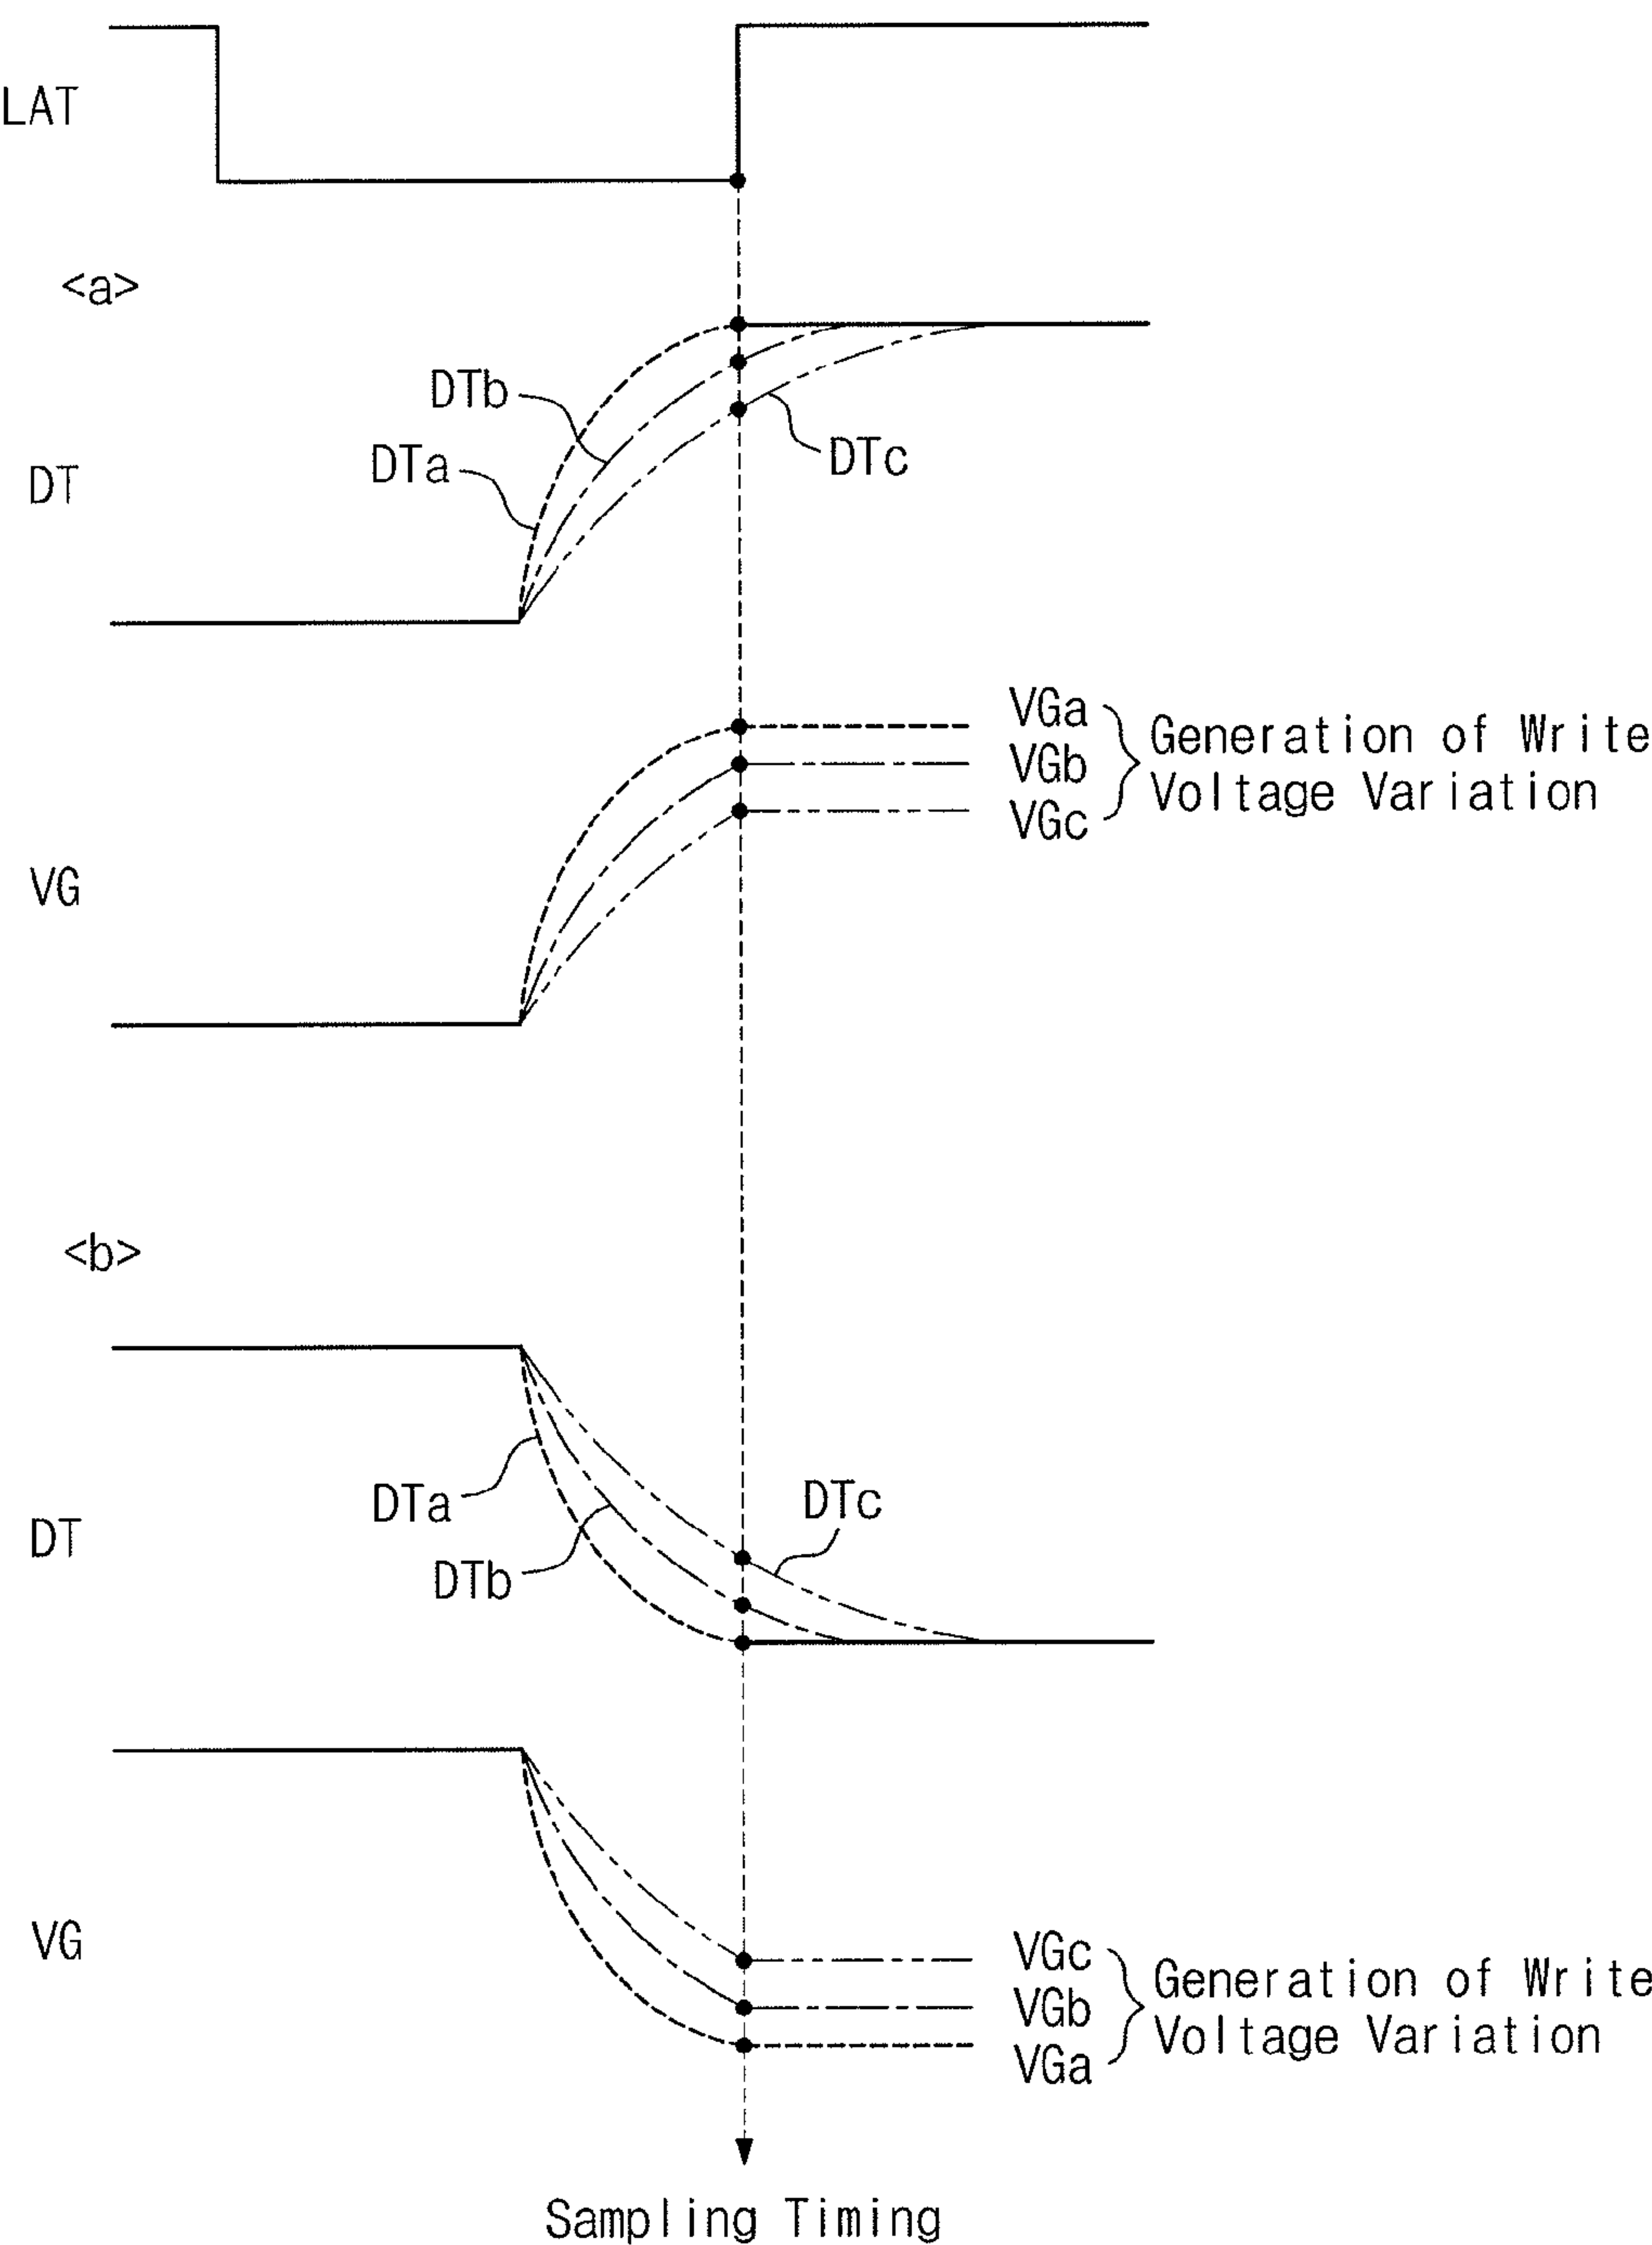 LAT
<a>
DTb
DTa
DTc
DT
VGa
VGb
VGc
Generation of Write
Voltage Variation
VG
<b>
DTa
DTc
DT
DTb
VG
VGc
VGb
VGa
Generation of Write
Voltage Variation
Sampling Timing